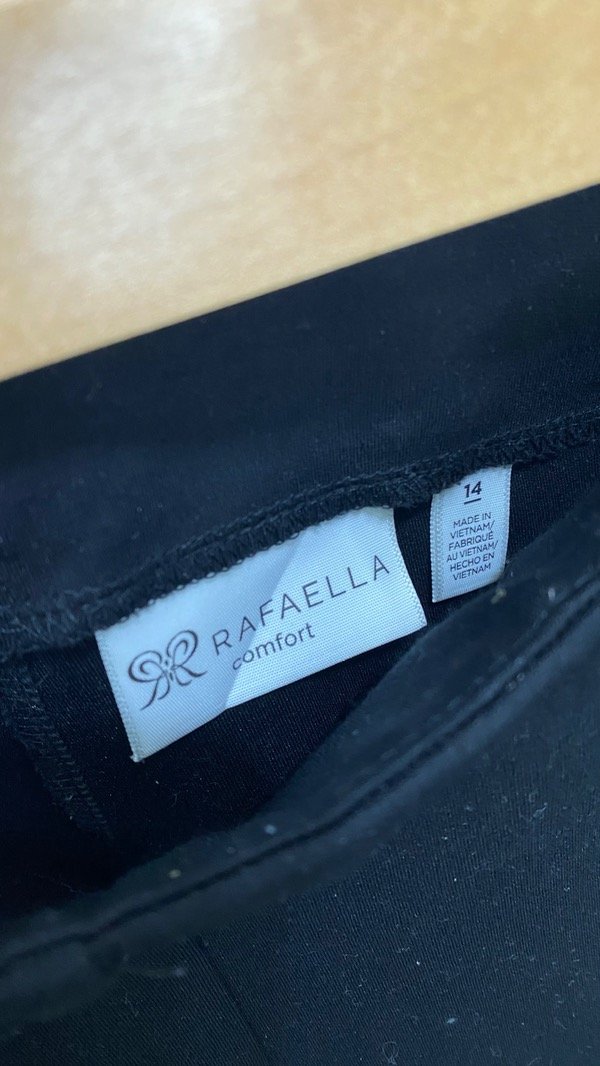 RAFAELLA
comfort
14
MADE IN
VIETNAM/
FABRIQUÉ
AU VIETNAM/
HECHO EN
VIETNAM